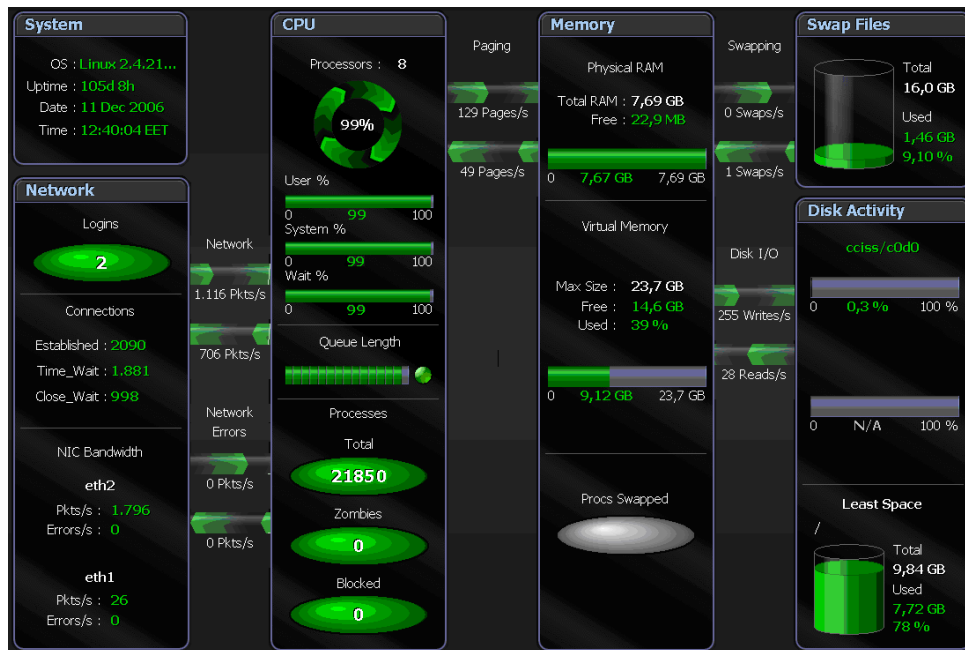 System
OS : Linux 2.4.21...
Uptime : 105d 8h
Date : 11 Dec 2006
Time : 12:40:04 EET
Network
Logins
2
Connections
Established : 2090
Time_Wait : 1.881
Close_Wait : 998
NIC Bandwidth
eth2
Pkts/s : 1.796
Errors/s : 0
eth1
Pkts/s : 26
Errors/s : 0
Network
1.116 Pkts/s
706 Pkts/s
Network
Errors
0 Pkts/s
0 Pkts/s
CPU
Processors : 8
99%
User %
0 99 100
System %
0 99 100
Wait %
0 99 100
Queue Length
Processes
Total
21850
Zombies
0
Blocked
0
Paging
129 Pages/s
49 Pages/s
Memory
Physical RAM
Total RAM : 7,69 GB
Free : 22,9 MB
0 7,67 GB 7,69 GB
Virtual Memory
Max Size : 23,7 GB
Free : 14,6 GB
Used : 39 %
0 9,12 GB 23,7 GB
Procs Swapped
Swapping
0 Swaps/s
1 Swaps/s
Disk I/O
255 Writes/s
28 Reads/s
Swap Files
Total
16,0 GB
Used
1,46 GB
9,10 %
Disk Activity
cciss/c0d0
0 0,3 % 100 %
0 N/A 100 %
Least Space
/
Total
9,84 GB
Used
7,72 GB
78 %